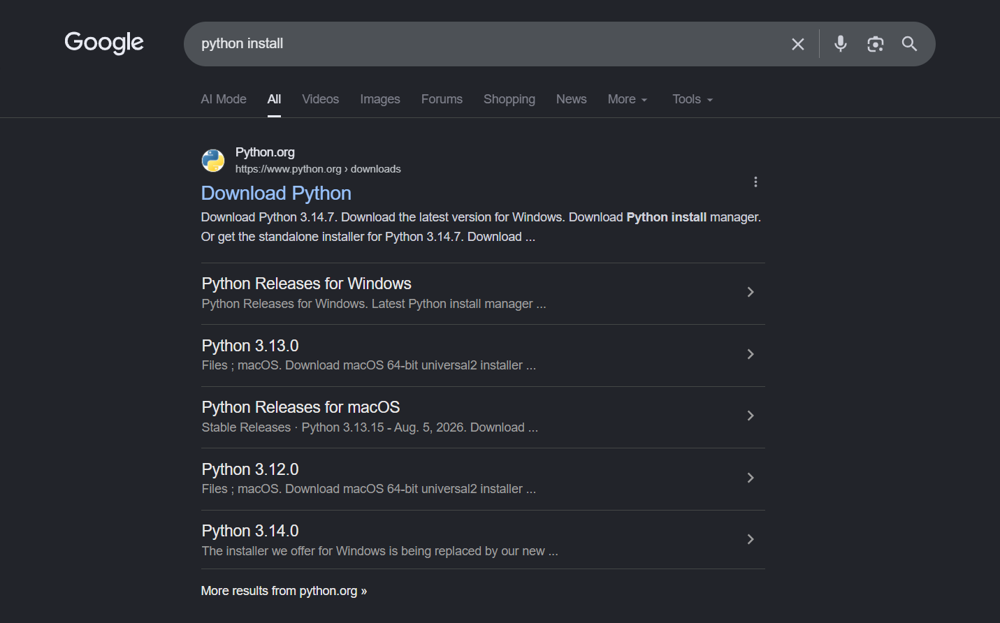 Google
python install
AI Mode All Videos Images Forums Shopping News More Tools
Python.org
https://www.python.org › downloads
Download Python
Download Python 3.14.7. Download the latest version for Windows. Download Python install manager.
Or get the standalone installer for Python 3.14.7. Download ...
Python Releases for Windows
Python Releases for Windows. Latest Python install manager ...
Python 3.13.0
Files ; macOS. Download macOS 64-bit universal2 installer ...
Python Releases for macOS
Stable Releases · Python 3.13.15 - Aug. 5, 2026. Download ...
Python 3.12.0
Files ; macOS. Download macOS 64-bit universal2 installer ...
Python 3.14.0
The installer we offer for Windows is being replaced by our new ...
More results from python.org »